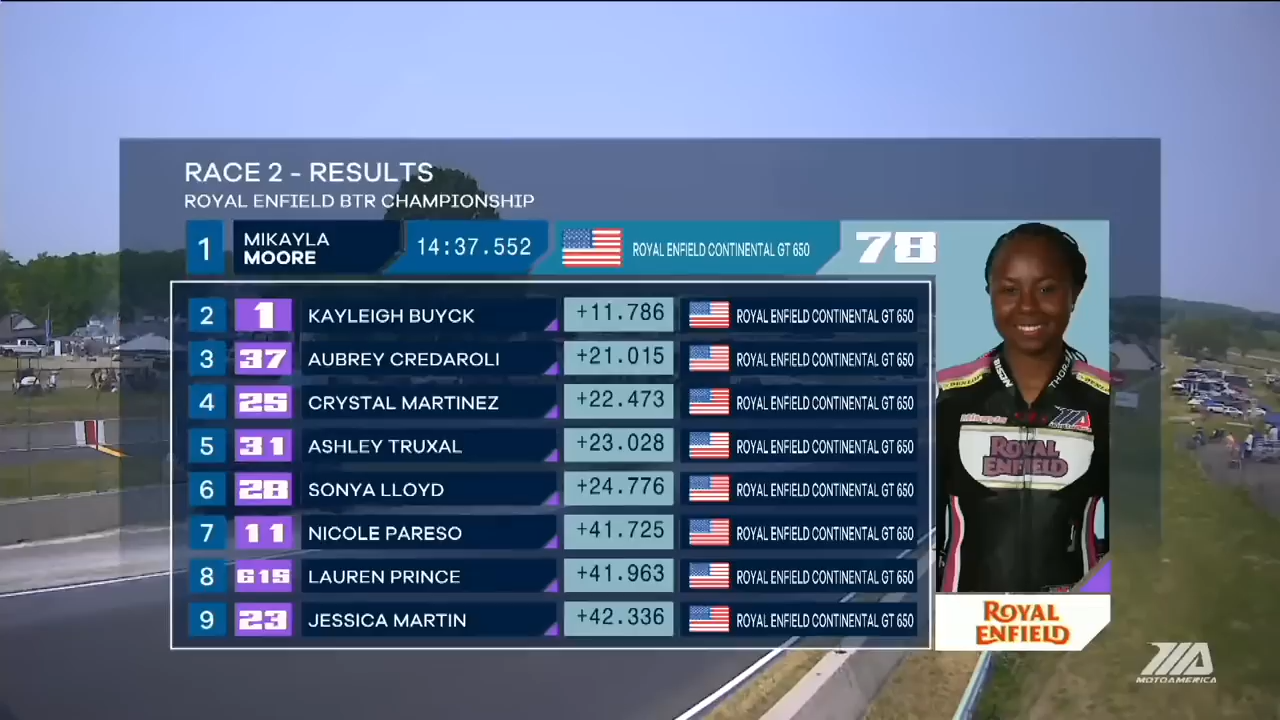 RACE 2 - RESULTS
ROYAL ENFIELD BTR CHAMPIONSHIP
1 MIKAYLA MOORE 14:37.552 ROYAL ENFIELD CONTINENTAL GT 650 78
2 1 KAYLEIGH BUYCK +11.786 ROYAL ENFIELD CONTINENTAL GT 650
3 37 AUBREY CREDAROLI +21.015 ROYAL ENFIELD CONTINENTAL GT 650
4 25 CRYSTAL MARTINEZ +22.473 ROYAL ENFIELD CONTINENTAL GT 650
5 31 ASHLEY TRUXAL +23.028 ROYAL ENFIELD CONTINENTAL GT 650
6 28 SONYA LLOYD +24.776 ROYAL ENFIELD CONTINENTAL GT 650
7 11 NICOLE PARESO +41.725 ROYAL ENFIELD CONTINENTAL GT 650
8 619 LAUREN PRINCE +41.963 ROYAL ENFIELD CONTINENTAL GT 650
9 23 JESSICA MARTIN +42.336 ROYAL ENFIELD CONTINENTAL GT 650
DUNLOP
THOR
MA
ROYAL
ENFIELD
ROYAL
ENFIELD
MA
MOTOAMERICA